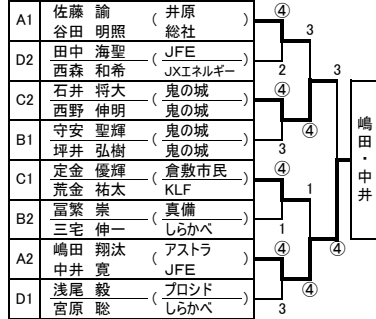 A1 佐藤 諭 ( 井原 )
谷田 明照 総社
D2 田中 海聖 ( JFE )
西森 和希 JXエネルギー
C2 石井 将大 ( 鬼の城 )
西野 伸明 鬼の城
B1 守安 聖輝 ( 鬼の城 )
坪井 弘樹 鬼の城
C1 定金 優輝 ( 倉敷市民 )
荒金 祐太 KLF
B2 冨繁 崇 ( 真備 )
三宅 伸一 しらかべ
A2 嶋田 翔汰 ( アストラ )
中井 寛 JFE
D1 浅尾 毅 ( プロシド )
宮原 聡 しらかべ
④
3
2
④
④
3
3
④
1
1
④
④
④
3
嶋田・中井